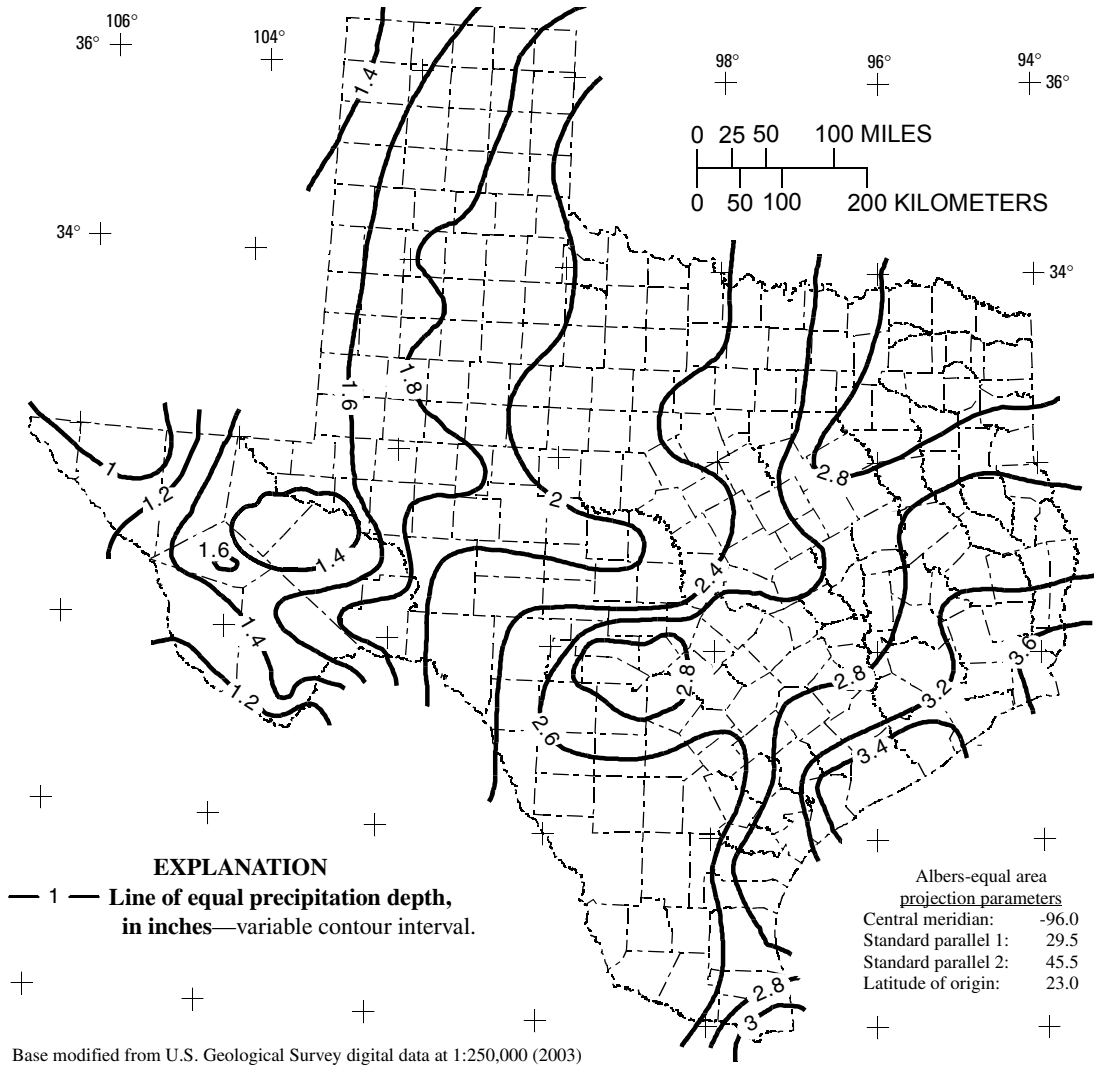 106°
36°
104°
98°
96°
94°
36°
1.4
0 25 50 100 MILES
0 50 100 200 KILOMETERS
34°
34°
1.6
1.8
1
1.2
2.8
2
1.6
1.4
2.4
1.4
3.6
1.2
2.8
2.8
3.2
2.6
3.4
EXPLANATION
1 Line of equal precipitation depth,
in inches—variable contour interval.
Albers-equal area
projection parameters
Central meridian: -96.0
Standard parallel 1: 29.5
Standard parallel 2: 45.5
Latitude of origin: 23.0
2.8
3
Base modified from U.S. Geological Survey digital data at 1:250,000 (2003)